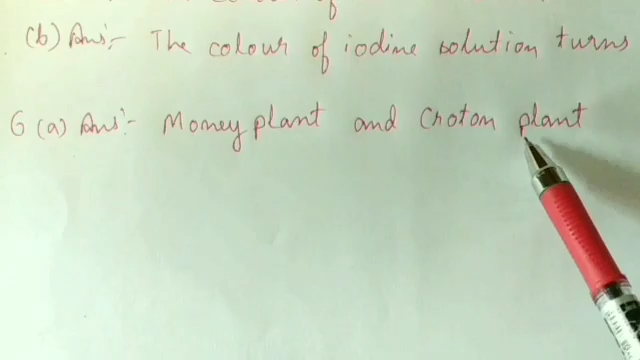 (b) Ans:- The colour of iodine solution turns
6 (a) Ans:- Money plant and Croton plant